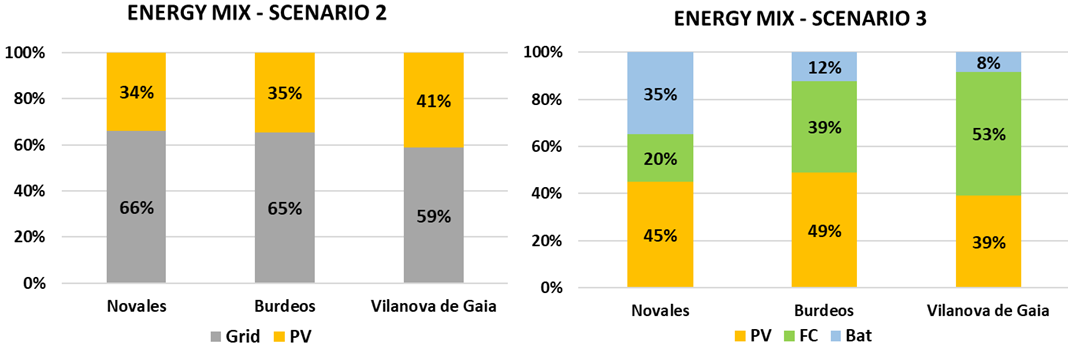 ENERGY MIX - SCENARIO 2
100%
80%
60%
40%
20%
0%
34%
35%
41%
66%
65%
59%
Novales
Burdeos
Vilanova de Gaia
Grid
PV
ENERGY MIX - SCENARIO 3
100%
80%
60%
40%
20%
0%
35%
12%
8%
20%
39%
53%
45%
49%
39%
Novales
Burdeos
Vilanova de Gaia
PV
FC
Bat